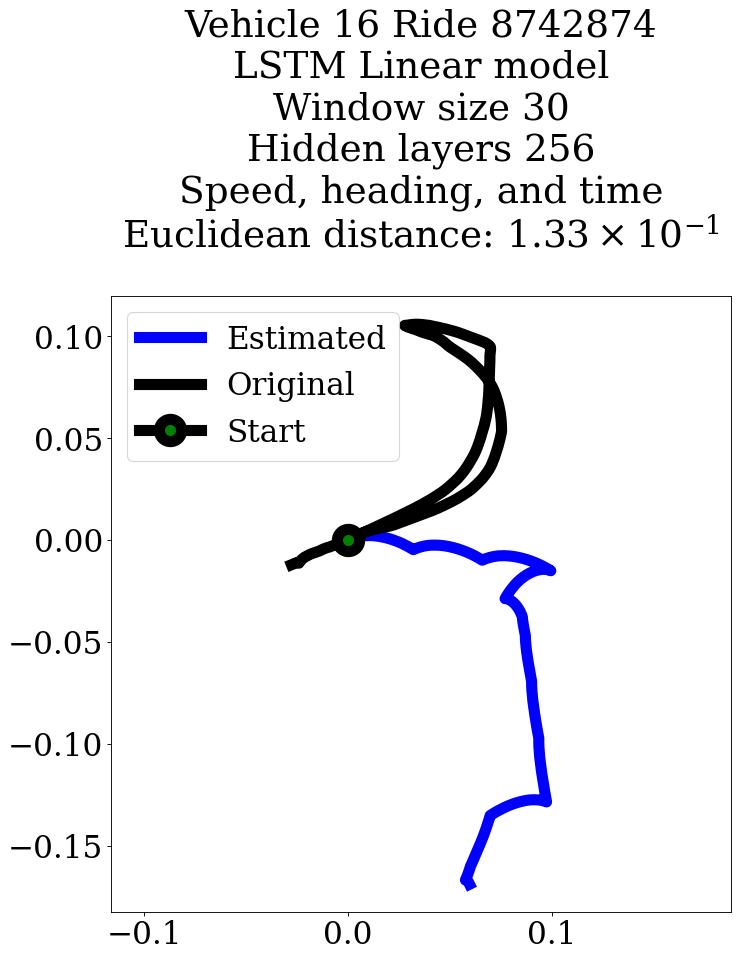 Vehicle 16 Ride 8742874
LSTM Linear model
Window size 30
Hidden layers 256
Speed, heading, and time
Euclidean distance: 1.33 × 10⁻¹
Estimated
Original
Start
0.10
0.05
0.00
−0.05
−0.10
−0.15
−0.1 0.0 0.1